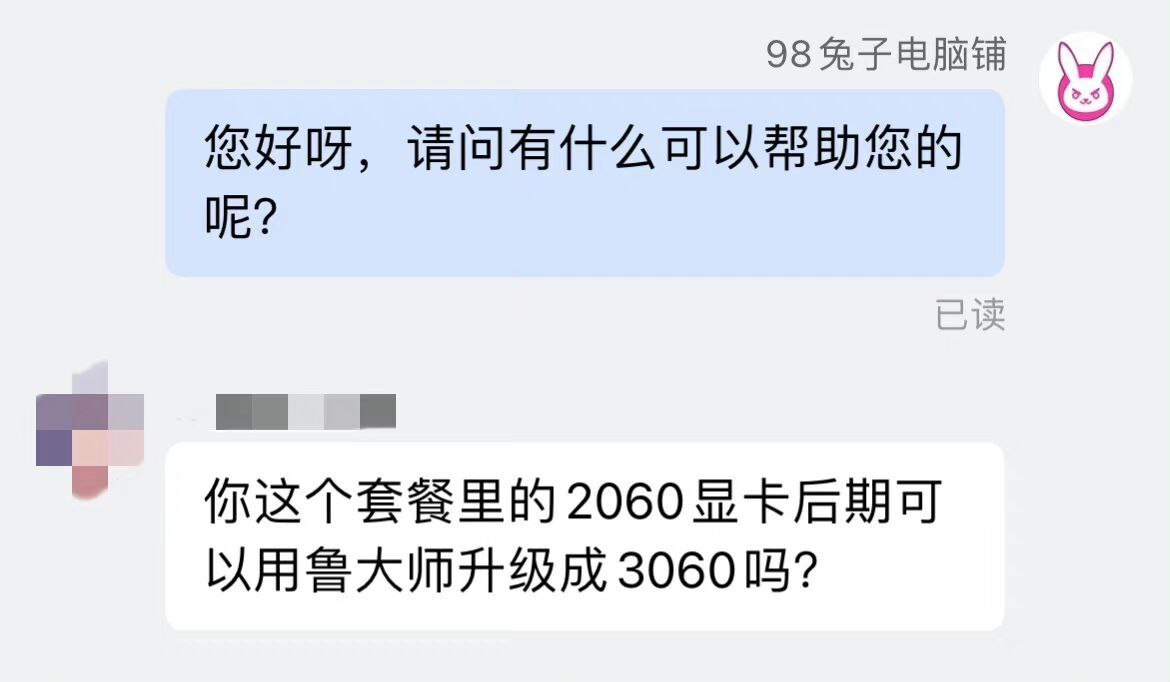 98兔子电脑铺
您好呀，请问有什么可以帮助您的
呢?
已读
你这个套餐里的2060显卡后期可
以用鲁大师升级成3060吗?